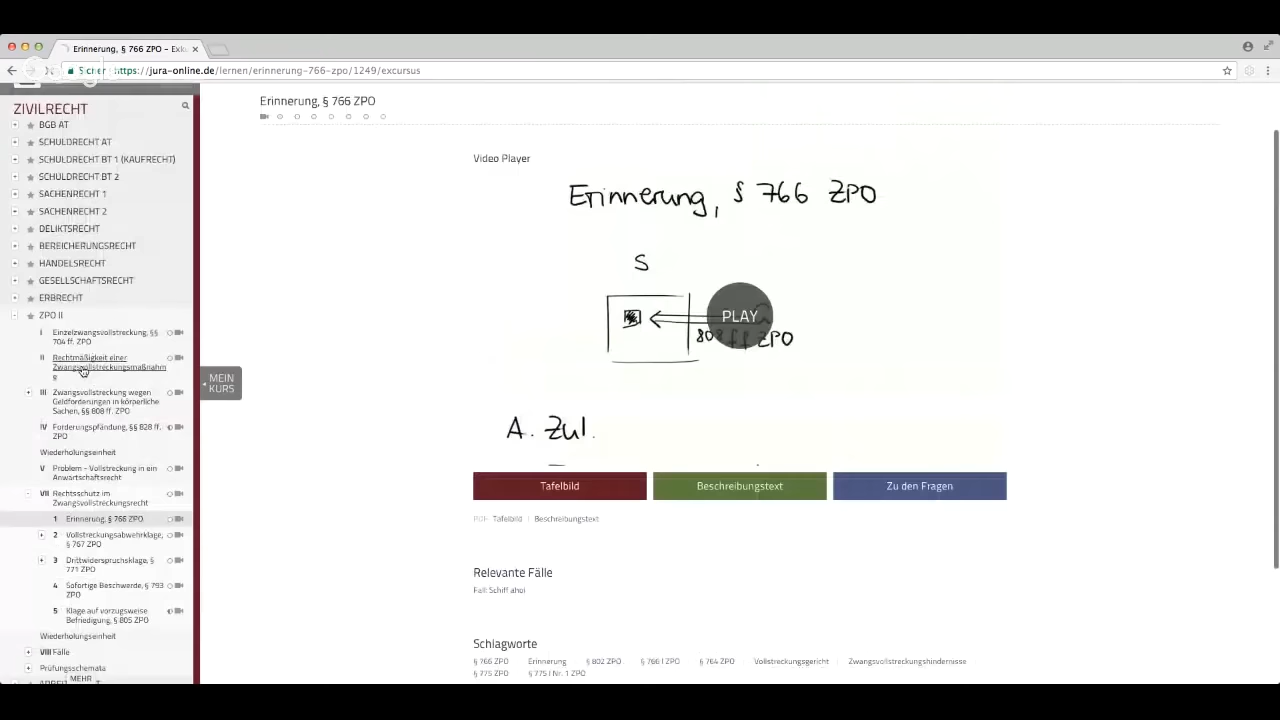 Erinnerung, § 766 ZPO - Exku
https://jura-online.de/lernen/erinnerung-766-zpo/1249/excursus
ZIVILRECHT
BGB AT
SCHULDRECHT AT
SCHULDRECHT BT 1 (KAUFRECHT)
SCHULDRECHT BT 2
SACHENRECHT 1
SACHENRECHT 2
DELIKTSRECHT
BEREICHERUNGSRECHT
HANDELSRECHT
GESELLSCHAFTSRECHT
ERBRECHT
ZPO II
I Einzelzwangsvollstreckung, §§
704 ff. ZPO
II Rechtmäßigkeit einer
Zwangsvollstreckungsmaßnahm
III Zwangsvollstreckung wegen
Geldforderungen in körperliche
Sachen, §§ 808 ff. ZPO
IV Forderungspfändung, §§ 828 ff.
ZPO
Wiederholungseinheit
V Problem - Vollstreckung in ein
Anwartschaftsrecht
VII Rechtsschutz im
Zwangsvollstreckungsrecht
1 Erinnerung, § 766 ZPO
2 Vollstreckungsabwehrklage,
§ 767 ZPO
3 Drittwiderspruchsklage, §
771 ZPO
4 Sofortige Beschwerde, § 793
ZPO
5 Klage auf vorzugsweise
Befriedigung, § 805 ZPO
Wiederholungseinheit
VIII Fälle
Prüfungsschemata
MEHR
MEIN
KURS
Erinnerung, § 766 ZPO
Video Player
Erinnerung, § 766 ZPO
S
PLAY
808 ff ZPO
A. Zul.
Tafelbild
Beschreibungstext
Zu den Fragen
PDF: Tafelbild | Beschreibungstext
Relevante Fälle
Fall: Schiff ahoi
Schlagworte
§ 766 ZPO Erinnerung § 802 ZPO § 766 I ZPO § 764 ZPO Vollstreckungsgericht Zwangsvollstreckungshindernisse
§ 775 ZPO § 775 I Nr. 1 ZPO